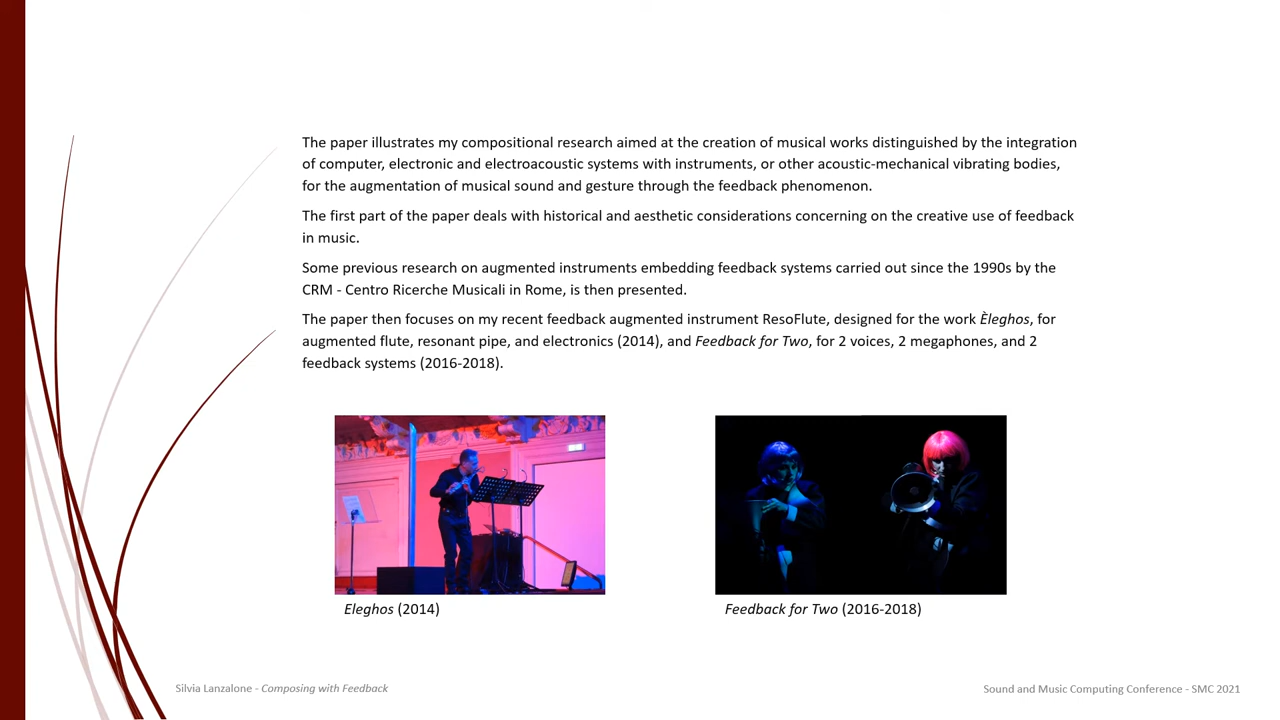 The paper illustrates my compositional research aimed at the creation of musical works distinguished by the integration
of computer, electronic and electroacoustic systems with instruments, or other acoustic-mechanical vibrating bodies,
for the augmentation of musical sound and gesture through the feedback phenomenon.
The first part of the paper deals with historical and aesthetic considerations concerning on the creative use of feedback
in music.
Some previous research on augmented instruments embedding feedback systems carried out since the 1990s by the
CRM - Centro Ricerche Musicali in Rome, is then presented.
The paper then focuses on my recent feedback augmented instrument ResoFlute, designed for the work Èleghos, for
augmented flute, resonant pipe, and electronics (2014), and Feedback for Two, for 2 voices, 2 megaphones, and 2
feedback systems (2016-2018).
Eleghos (2014)
Feedback for Two (2016-2018)
Silvia Lanzalone - Composing with Feedback
Sound and Music Computing Conference - SMC 2021